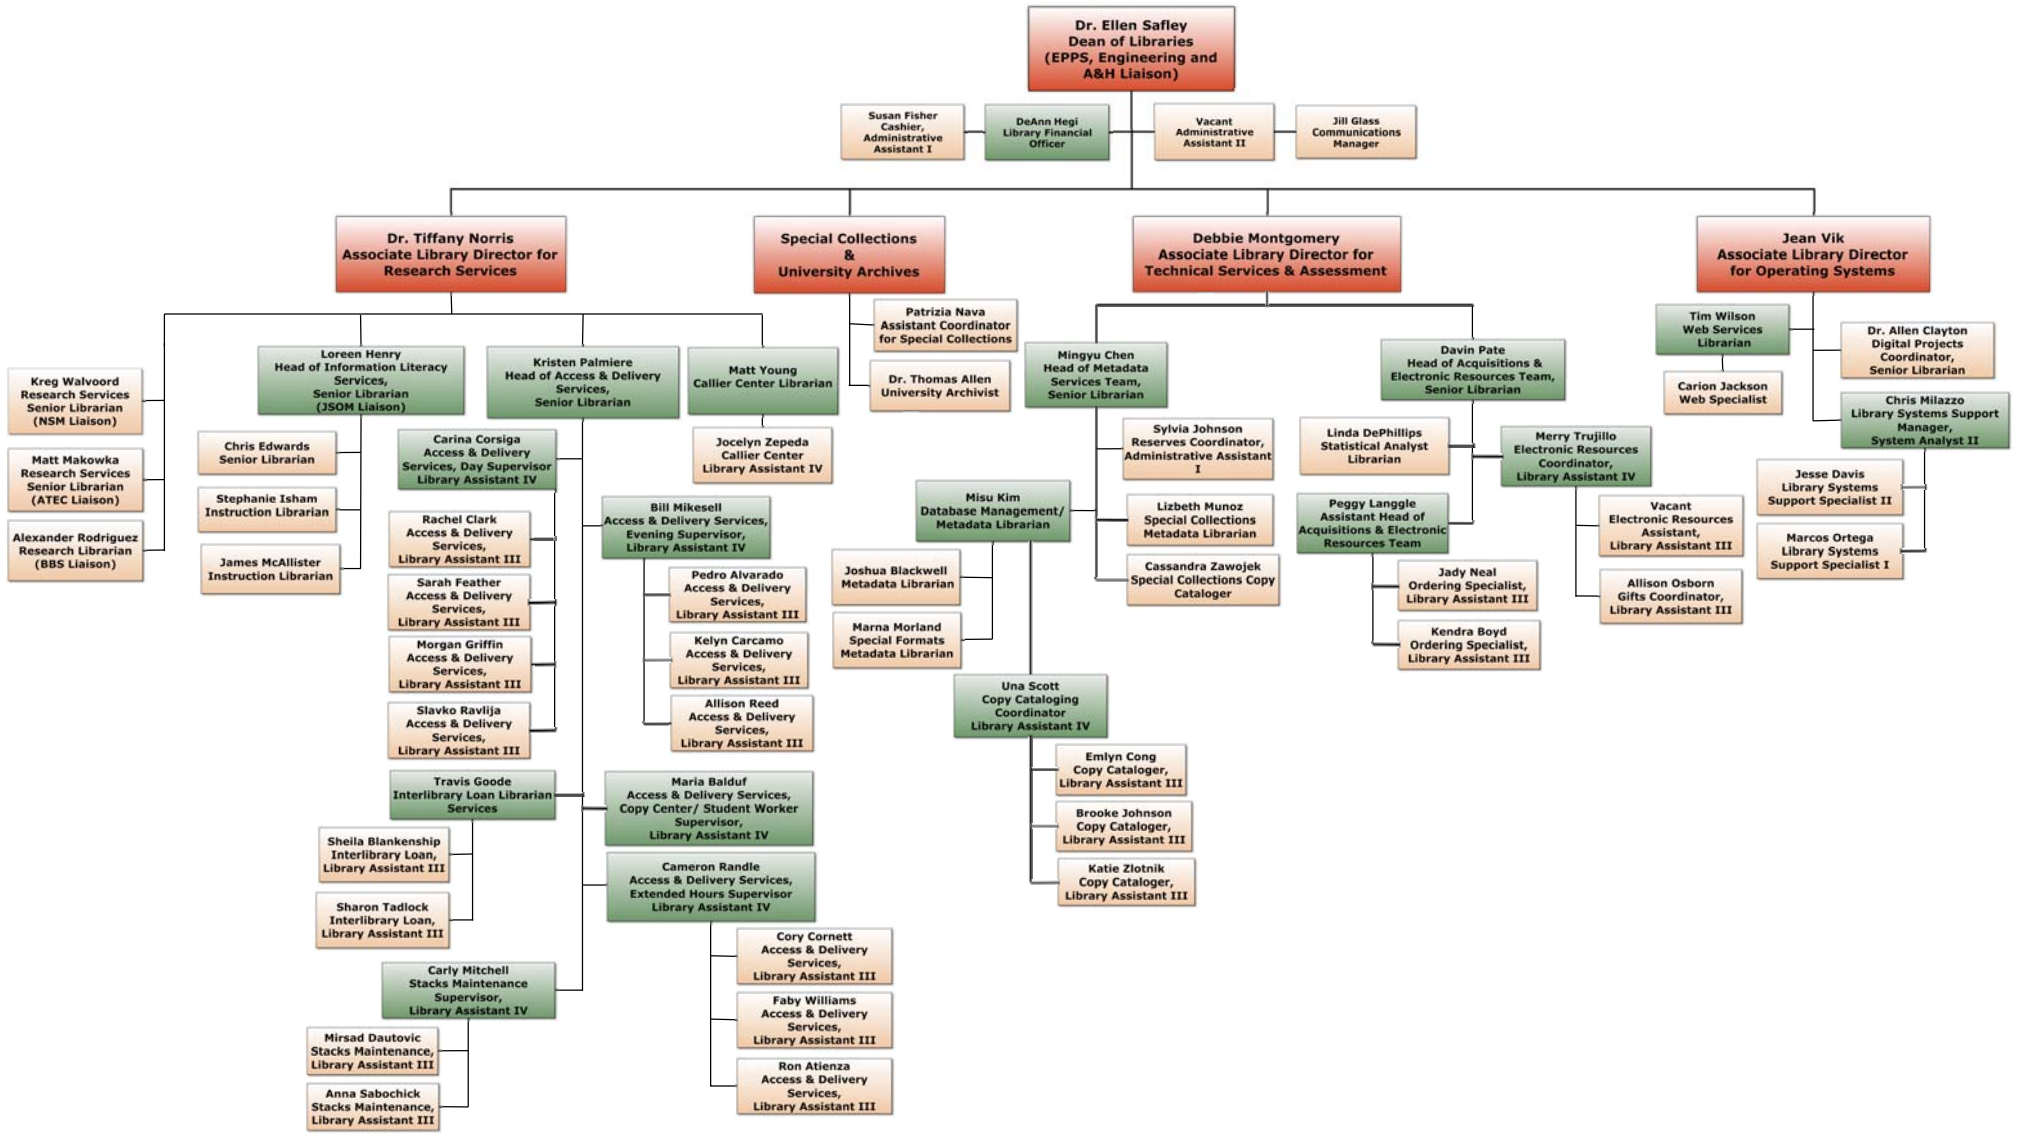 Dr. Ellen Safley
Dean of Libraries
(EPPS, Engineering and
A&H Liaison)
Susan Fisher
Cashier,
Administrative
Assistant I
DeAnn Hegi
Library Financial
Officer
Vacant
Administrative
Assistant II
Jill Glass
Communications
Manager
Dr. Tiffany Norris
Associate Library Director for
Research Services
Special Collections
&
University Archives
Debbie Montgomery
Associate Library Director for
Technical Services & Assessment
Jean Vik
Associate Library Director
for Operating Systems
Kreg Walvoord
Research Services
Senior Librarian
(NSM Liaison)
Matt Makowka
Research Services
Senior Librarian
(ATEC Liaison)
Alexander Rodriguez
Research Librarian
(BBS Liaison)
Loreen Henry
Head of Information Literacy
Services,
Senior Librarian
(JSOM Liaison)
Chris Edwards
Senior Librarian
Stephanie Isham
Instruction Librarian
James McAllister
Instruction Librarian
Kristen Palmiere
Head of Access & Delivery
Services,
Senior Librarian
Carina Corsiga
Access & Delivery
Services, Day Supervisor
Library Assistant IV
Rachel Clark
Access & Delivery
Services,
Library Assistant III
Sarah Feather
Access & Delivery
Services,
Library Assistant III
Morgan Griffin
Access & Delivery
Services,
Library Assistant III
Slavko Ravlija
Access & Delivery
Services,
Library Assistant III
Bill Mikesell
Access & Delivery Services,
Evening Supervisor,
Library Assistant IV
Pedro Alvarado
Access & Delivery
Services,
Library Assistant III
Kelyn Carcamo
Access & Delivery
Services,
Library Assistant III
Allison Reed
Access & Delivery
Services,
Library Assistant III
Travis Goode
Interlibrary Loan Librarian
Services
Sheila Blankenship
Interlibrary Loan,
Library Assistant III
Sharon Tadlock
Interlibrary Loan,
Library Assistant III
Maria Balduf
Access & Delivery Services,
Copy Center/ Student Worker
Supervisor,
Library Assistant IV
Cameron Randle
Access & Delivery Services,
Extended Hours Supervisor
Library Assistant IV
Cory Cornett
Access & Delivery
Services,
Library Assistant III
Faby Williams
Access & Delivery
Services,
Library Assistant III
Ron Atienza
Access & Delivery
Services,
Library Assistant III
Carly Mitchell
Stacks Maintenance
Supervisor,
Library Assistant IV
Mirsad Dautovic
Stacks Maintenance,
Library Assistant III
Anna Sabochick
Stacks Maintenance,
Library Assistant III
Matt Young
Callier Center Librarian
Jocelyn Zepeda
Callier Center
Library Assistant IV
Patrizia Nava
Assistant Coordinator
for Special Collections
Dr. Thomas Allen
University Archivist
Mingyu Chen
Head of Metadata
Services Team,
Senior Librarian
Sylvia Johnson
Reserves Coordinator,
Administrative Assistant
I
Lizbeth Munoz
Special Collections
Metadata Librarian
Cassandra Zawojek
Special Collections Copy
Cataloger
Misu Kim
Database Management/
Metadata Librarian
Joshua Blackwell
Metadata Librarian
Marna Morland
Special Formats
Metadata Librarian
Una Scott
Copy Cataloging
Coordinator
Library Assistant IV
Emlyn Cong
Copy Cataloger,
Library Assistant III
Brooke Johnson
Copy Cataloger,
Library Assistant III
Katie Zlotnik
Copy Cataloger,
Library Assistant III
Davin Pate
Head of Acquisitions &
Electronic Resources Team,
Senior Librarian
Linda DePhillips
Statistical Analyst
Librarian
Merry Trujillo
Electronic Resources
Coordinator,
Library Assistant IV
Peggy Langgle
Assistant Head of
Acquisitions & Electronic
Resources Team
Jady Neal
Ordering Specialist,
Library Assistant III
Kendra Boyd
Ordering Specialist,
Library Assistant III
Vacant
Electronic Resources
Assistant,
Library Assistant III
Allison Osborn
Gifts Coordinator,
Library Assistant III
Tim Wilson
Web Services
Librarian
Carion Jackson
Web Specialist
Dr. Allen Clayton
Digital Projects
Coordinator,
Senior Librarian
Chris Milazzo
Library Systems Support
Manager,
System Analyst II
Jesse Davis
Library Systems
Support Specialist II
Marcos Ortega
Library Systems
Support Specialist I